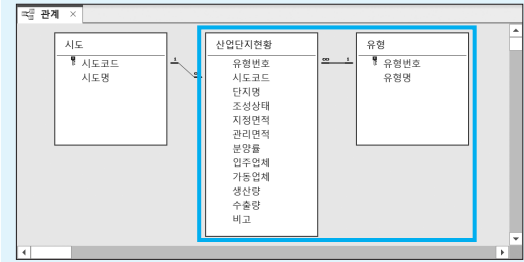 관계 ×
시도
시도코드
시도명
1
∞
산업단지현황
유형번호
시도코드
단지명
조성상태
지정면적
관리면적
분양률
입주업체
가동업체
생산량
수출량
비고
∞ 1
유형
유형번호
유형명